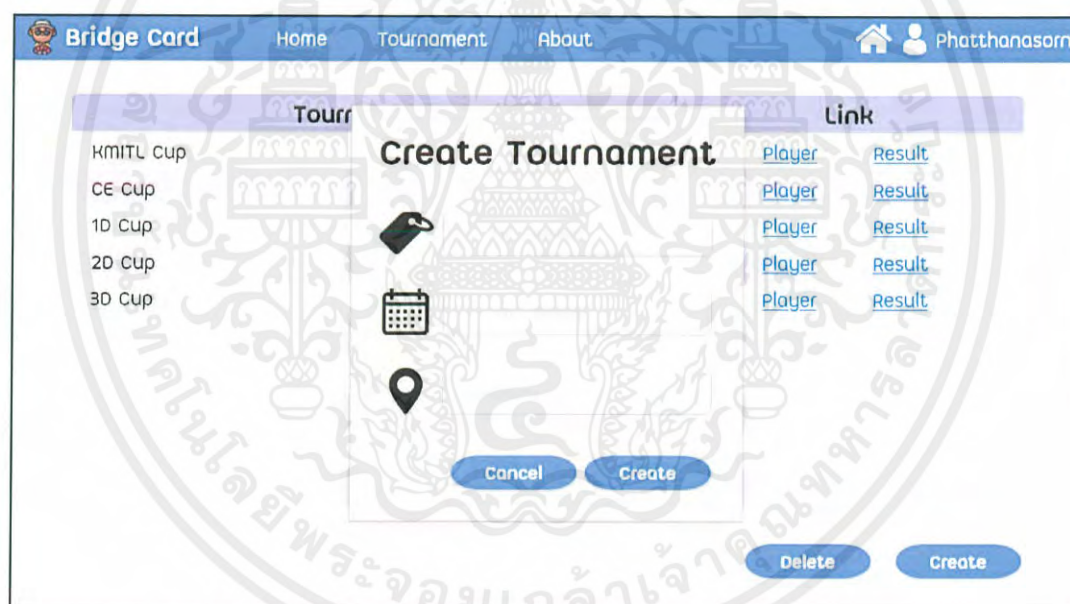 Bridge Card Home Tournament About Phatthanasorn
Tourr Link
Create Tournament
KMITL Cup Player Result
CE Cup Player Result
1D Cup Player Result
2D Cup Player Result
3D Cup Player Result
Cancel Create
Delete Create